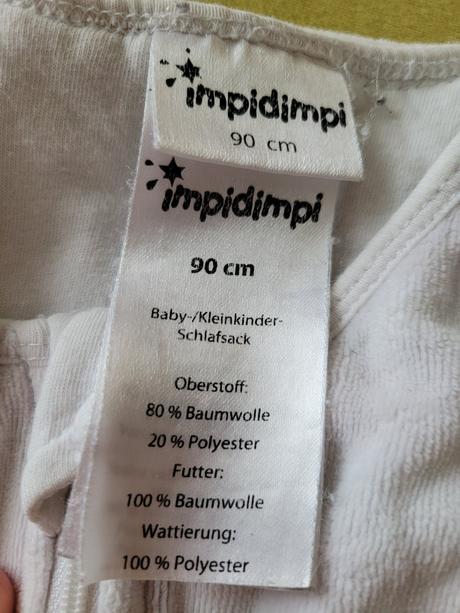 impidimpi
90 cm
impidimpi
90 cm
Baby-/Kleinkinder-
Schlafsack
Oberstoff:
80 % Baumwolle
20 % Polyester
Futter:
100 % Baumwolle
Wattierung:
100 % Polyester